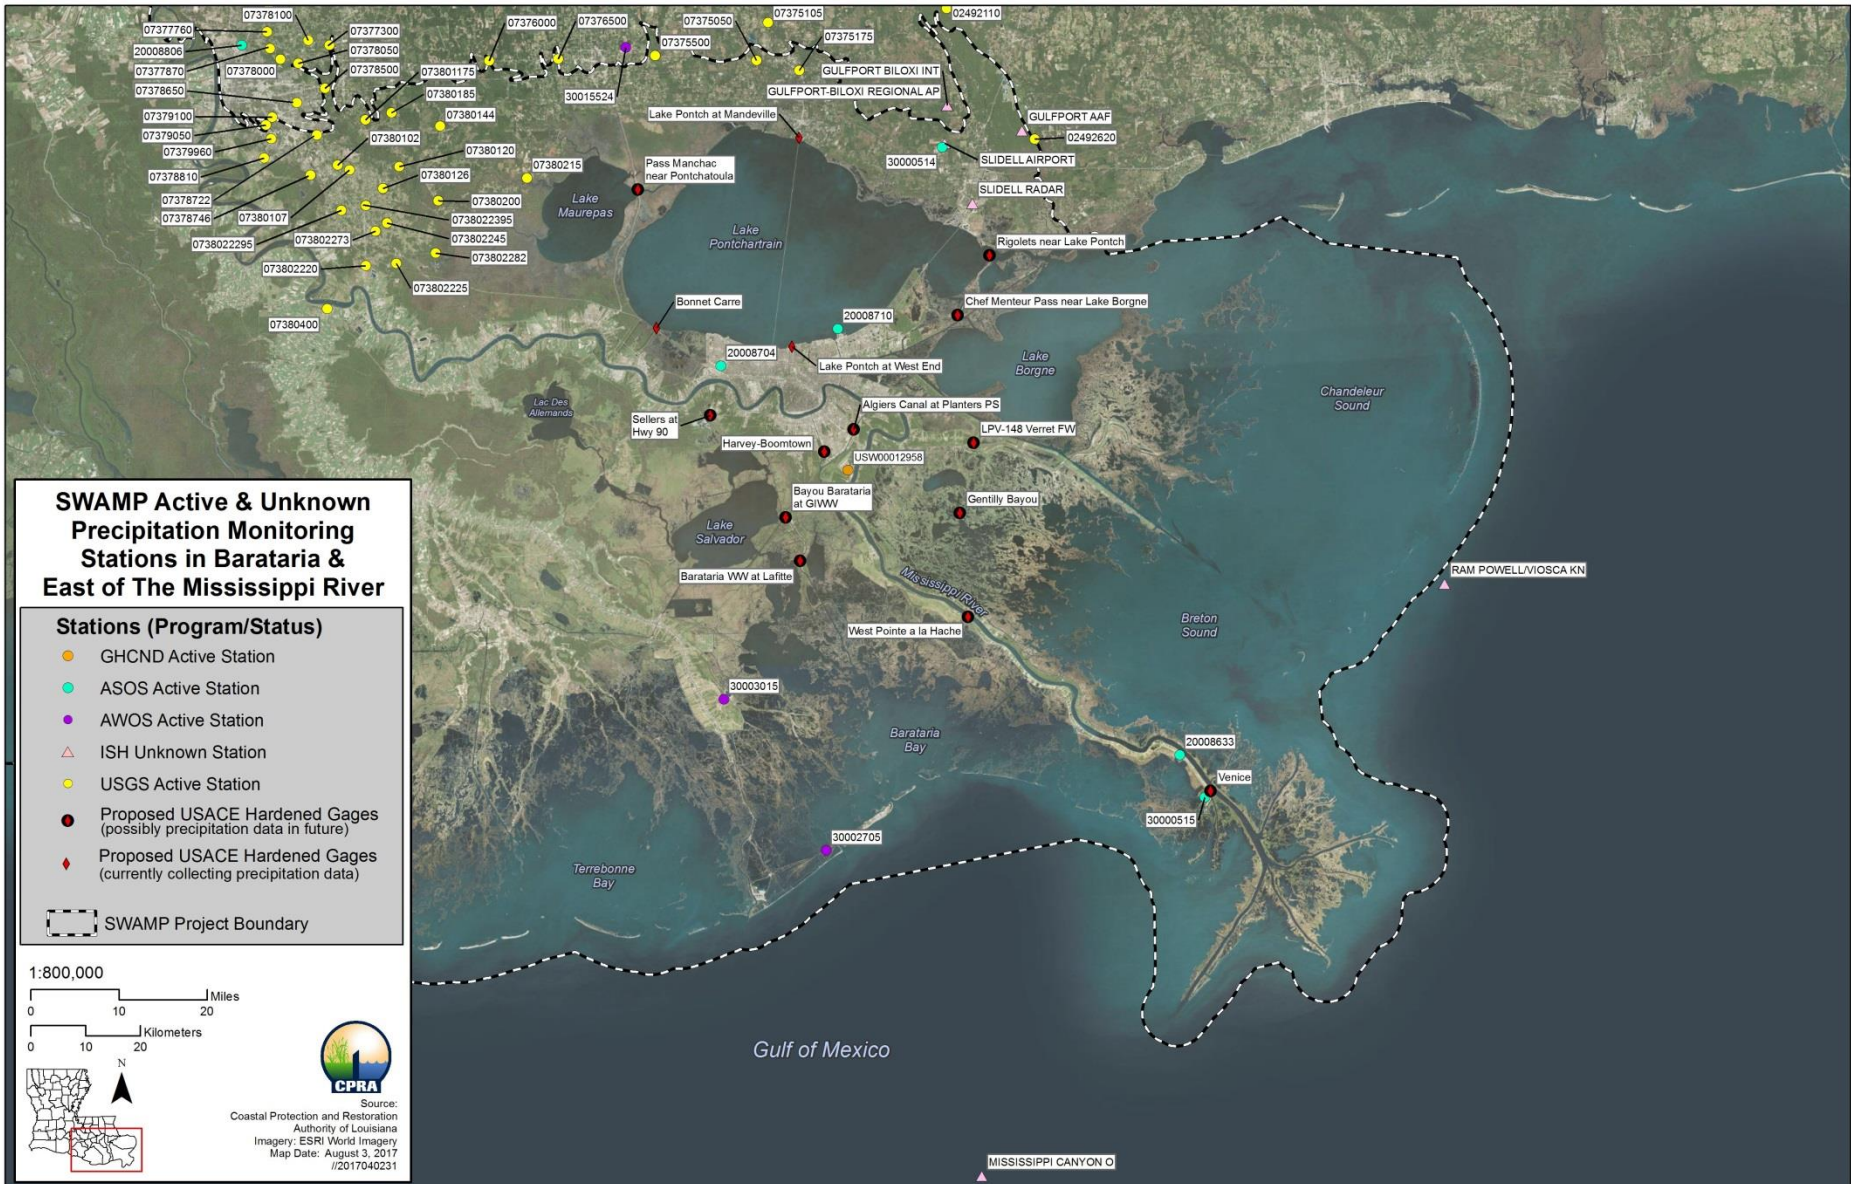 07378100
07377760
07377300
20008806
07378050
07377870
07378000
07378500
07378650
073801175
07379100
07380185
07379050
07380144
07379960
07380102
07378810
07380120
07380215
07380126
07378722
07380200
07378746
07380107
0738022395
0738022295
073802273
073802245
073802282
073802220
073802225
07380400
07376000
07376500
07375050
07375105
07375500
07375175
30015524
02492110
GULFPORT BILOXI INT
GULFPORT-BILOXI REGIONAL AP
Lake Pontch at Mandeville
GULFPORT AAF
02492620
30000514
SLIDELL AIRPORT
SLIDELL RADAR
Pass Manchac
near Pontchatoula
Lake
Maurepas
Lake
Pontchartrain
Rigolets near Lake Pontch
Bonnet Carre
Chef Menteur Pass near Lake Borgne
20008710
20008704
Lake Pontch at West End
Lake
Borgne
Chandeleur
Sound
Lac Des
Allemands
Sellers at
Hwy 90
Algiers Canal at Planters PS
Harvey-Boomtown
LPV-148 Verret FW
USW00012958
Bayou Barataria
at GIWW
Gentilly Bayou
Lake
Salvador
Barataria WW at Lafitte
Mississippi River
West Pointe a la Hache
RAM POWELL/VIOSCA KN
Breton
Sound
30003015
Barataria
Bay
20008633
Venice
30000515
30002705
Terrebonne
Bay
Gulf of Mexico
MISSISSIPPI CANYON O
SWAMP Active & Unknown
Precipitation Monitoring
Stations in Barataria &
East of The Mississippi River
Stations (Program/Status)
GHCND Active Station
ASOS Active Station
AWOS Active Station
ISH Unknown Station
USGS Active Station
Proposed USACE Hardened Gages
(possibly precipitation data in future)
Proposed USACE Hardened Gages
(currently collecting precipitation data)
SWAMP Project Boundary
1:800,000
Miles
0 10 20
Kilometers
0 10 20
N
CPRA
Source:
Coastal Protection and Restoration
Authority of Louisiana
Imagery: ESRI World Imagery
Map Date: August 3, 2017
//2017040231